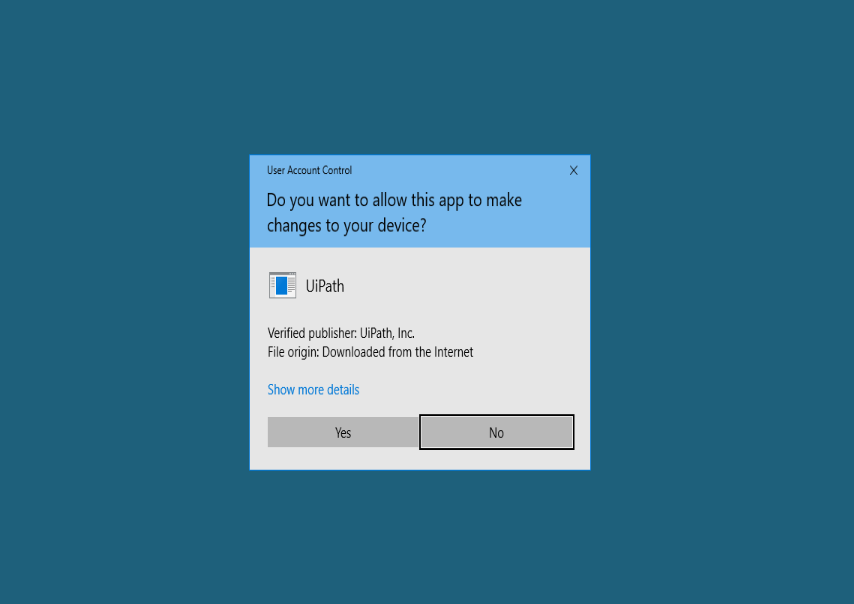 User Account Control
Do you want to allow this app to make
changes to your device?
UiPath
Verified publisher: UiPath, Inc.
File origin: Downloaded from the Internet
Show more details
Yes
No